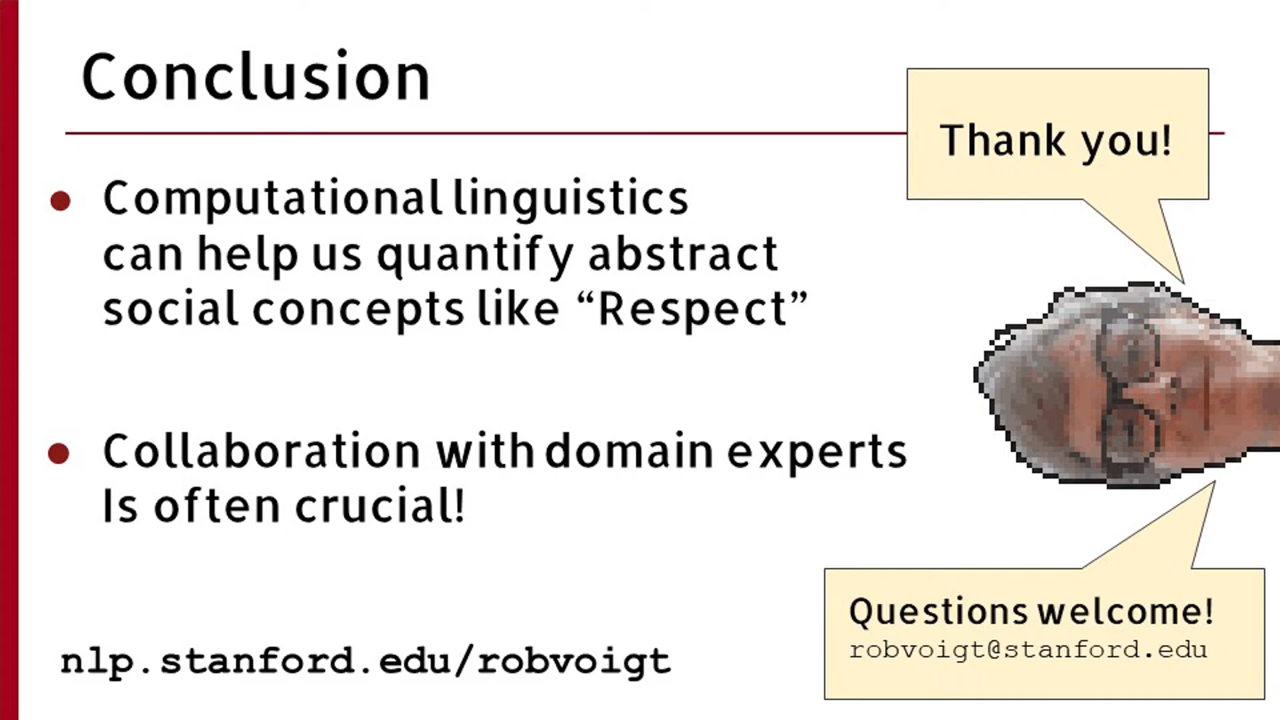 Conclusion
Thank you!
● Computational linguistics
can help us quantify abstract
social concepts like “Respect”
● Collaboration with domain experts
Is often crucial!
Questions welcome!
robvoigt@stanford.edu
nlp.stanford.edu/robvoigt